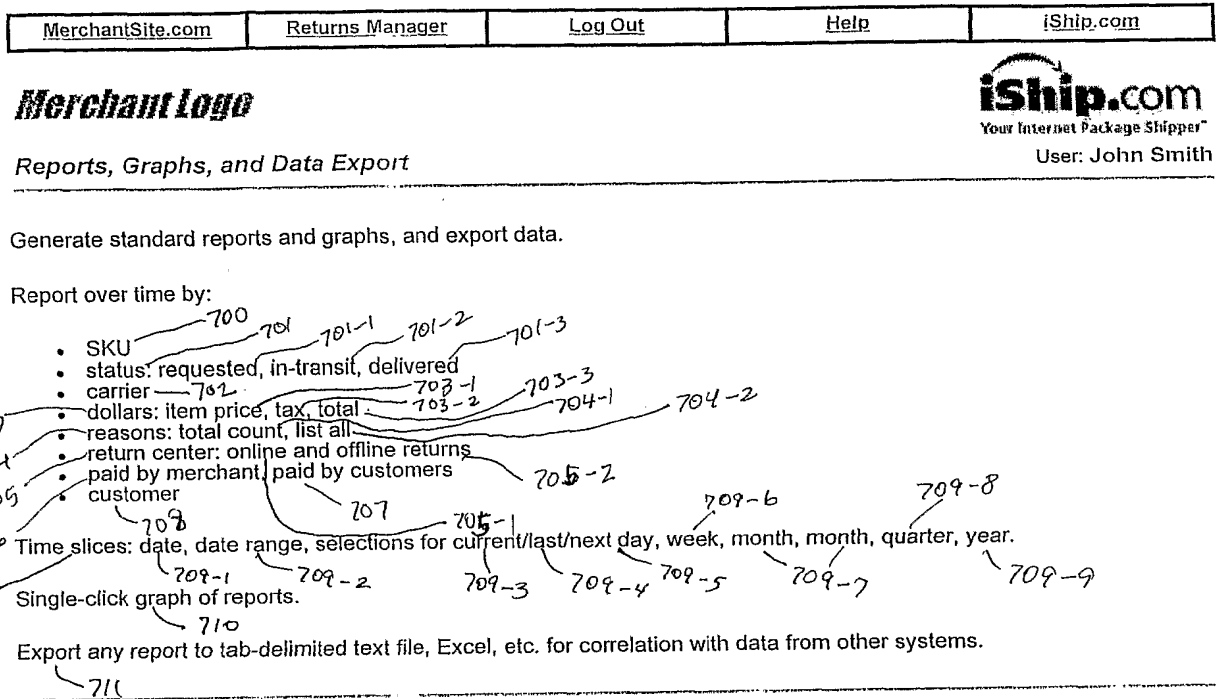 MerchantSite.com Returns Manager Log Out Help iShip.com
Merchant Logo
iShip.com
Your Internet Package Shipper
Reports, Graphs, and Data Export
User: John Smith
Generate standard reports and graphs, and export data.
Report over time by:
700
701 701-1 701-2 701-3
• SKU
• status: requested, in-transit, delivered
• carrier 702 703-1 703-3
• dollars: item price, tax, total 703-2 704-1 704-2
• reasons: total count, list all
• return center: online and offline returns
• paid by merchant, paid by customers 705-2
• customer
708 707 705-1 709-6 709-8
Time slices: date, date range, selections for current/last/next day, week, month, month, quarter, year.
709-1 709-2 709-3 709-4 709-5 709-7 709-9
Single-click graph of reports.
710
Export any report to tab-delimited text file, Excel, etc. for correlation with data from other systems.
711